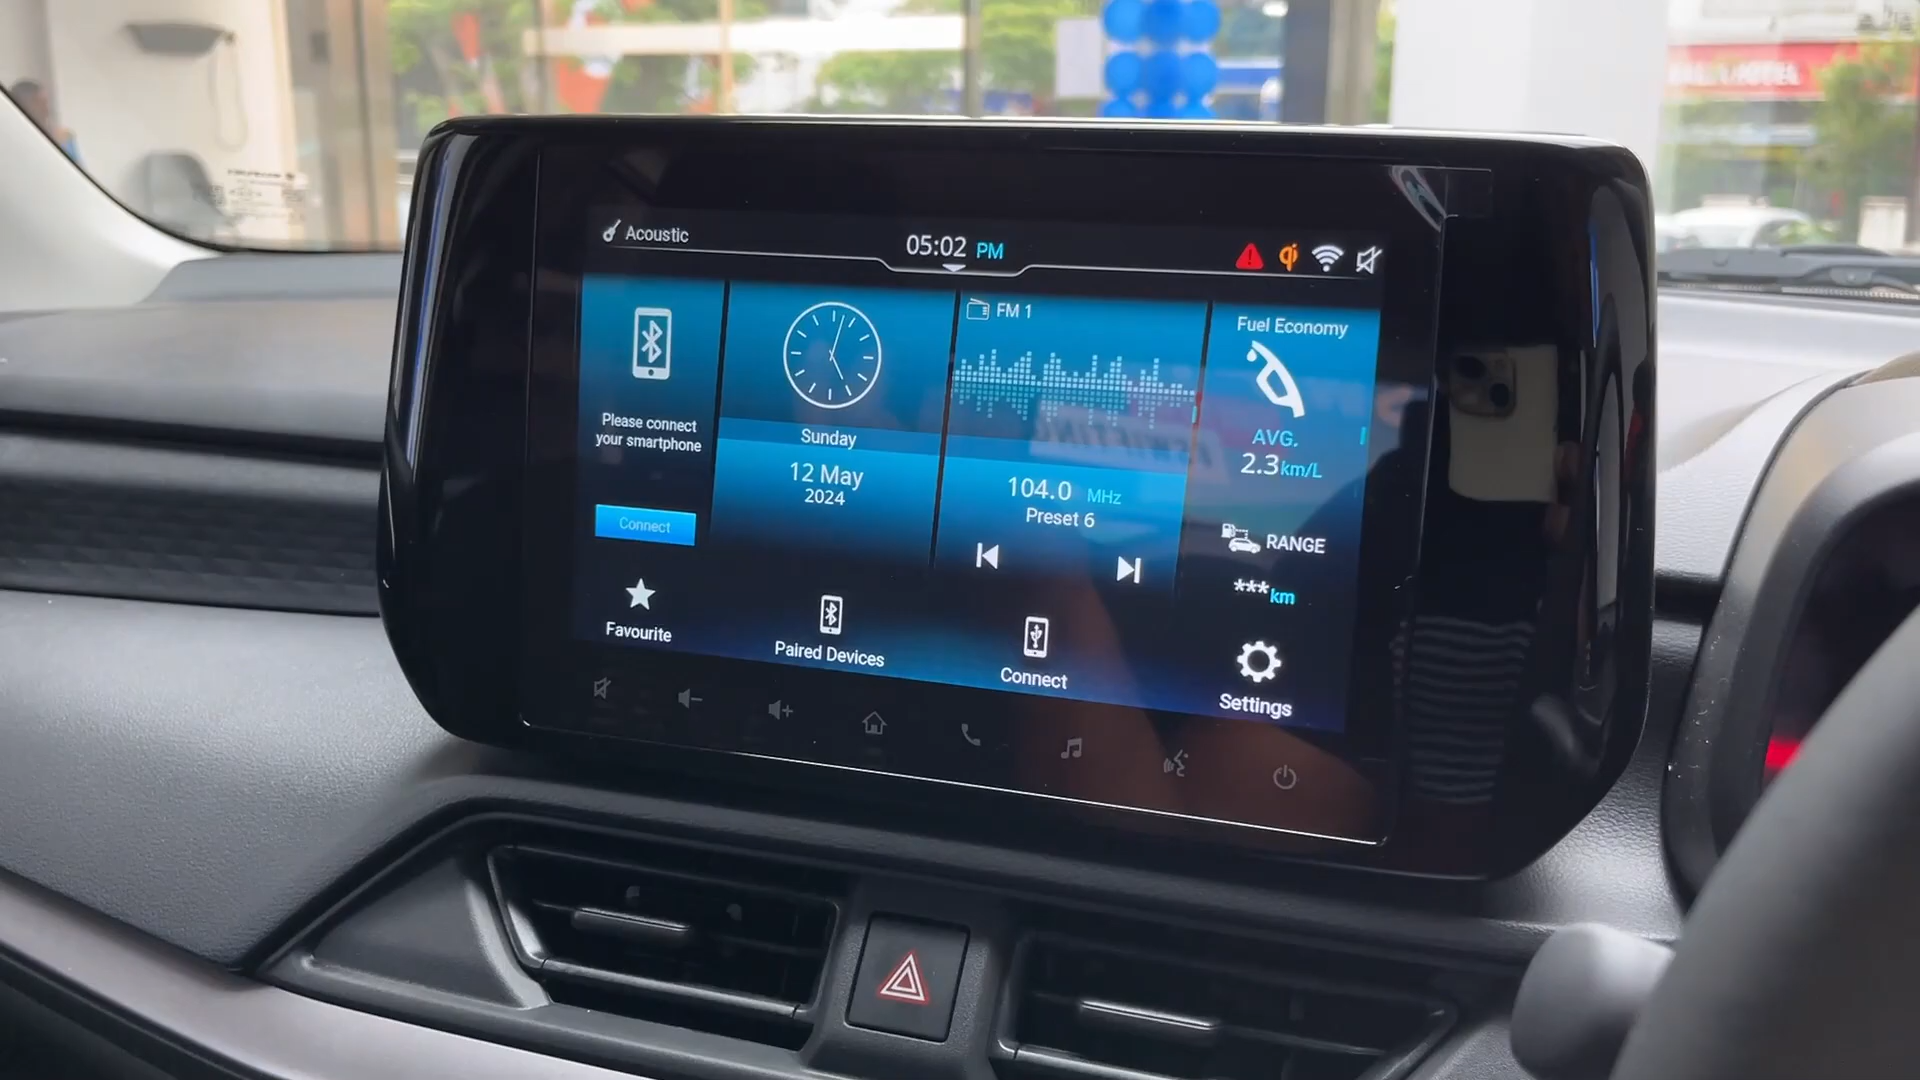 Acoustic
05:02 PM
Please connect
your smartphone
Connect
Sunday
12 May
2024
FM 1
104.0 MHz
Preset 6
Fuel Economy
AVG.
2.3km/L
RANGE
***km
Favourite
Paired Devices
Connect
Settings